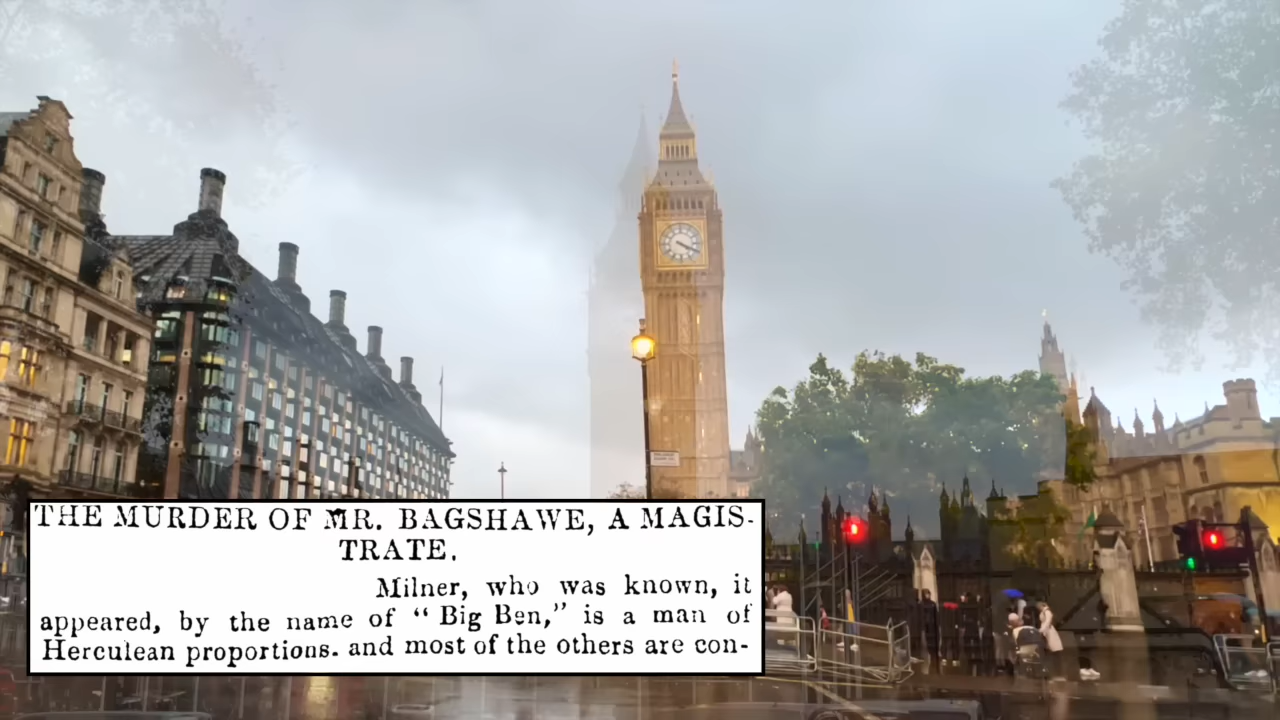 THE MURDER OF MR. BAGSHAWE, A MAGIS-
TRATE.
Milner, who was known, it
appeared, by the name of “ Big Ben,” is a man of
Herculean proportions. and most of the others are con-